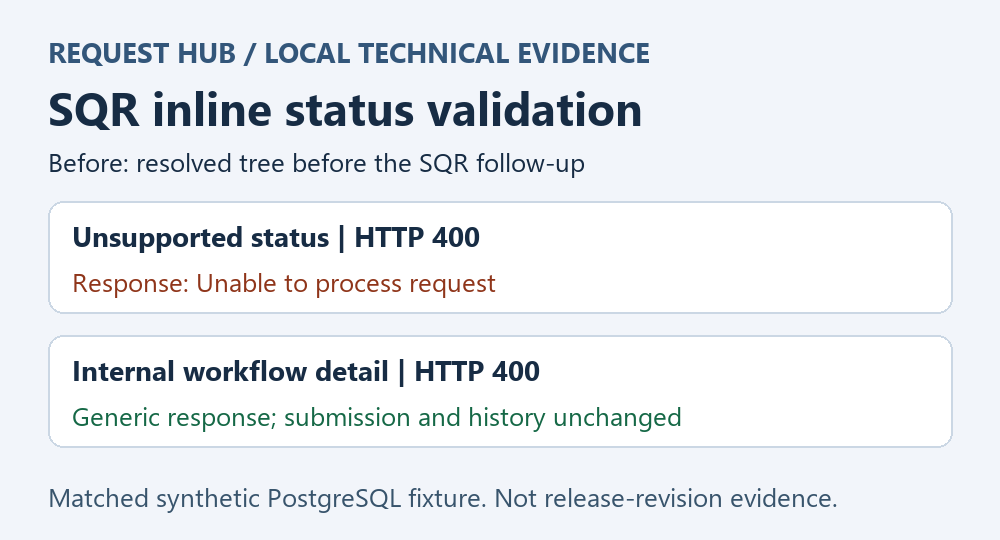 REQUEST HUB / LOCAL TECHNICAL EVIDENCE
SQR inline status validation
Before: resolved tree before the SQR follow-up
Unsupported status | HTTP 400
Response: Unable to process request
Internal workflow detail | HTTP 400
Generic response; submission and history unchanged
Matched synthetic PostgreSQL fixture. Not release-revision evidence.